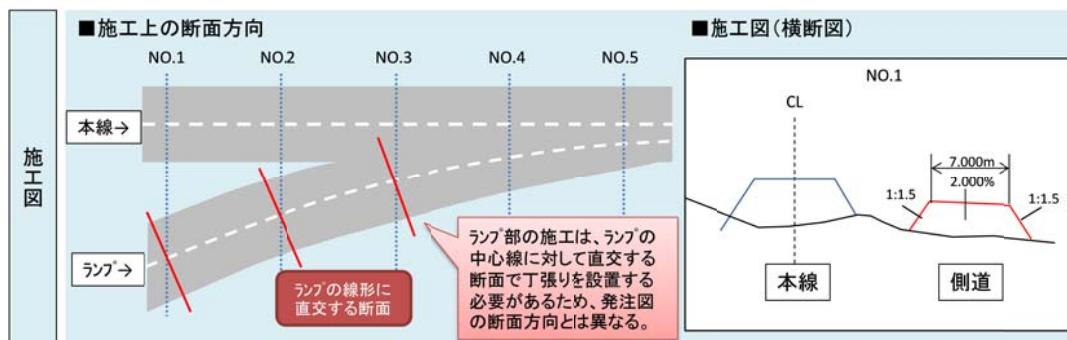 施工図
■施工上の断面方向
NO.1
NO.2
NO.3
NO.4
NO.5
本線→
ﾗﾝﾌﾟ→
ﾗﾝﾌﾟの線形に
直交する断面
ﾗﾝﾌﾟ部の施工は、ﾗﾝﾌﾟの
中心線に対して直交する
断面で丁張りを設置する
必要があるため、発注図
の断面方向とは異なる。
■施工図(横断図)
NO.1
CL
7.000m
2.000%
1:1.5
1:1.5
本線
側道